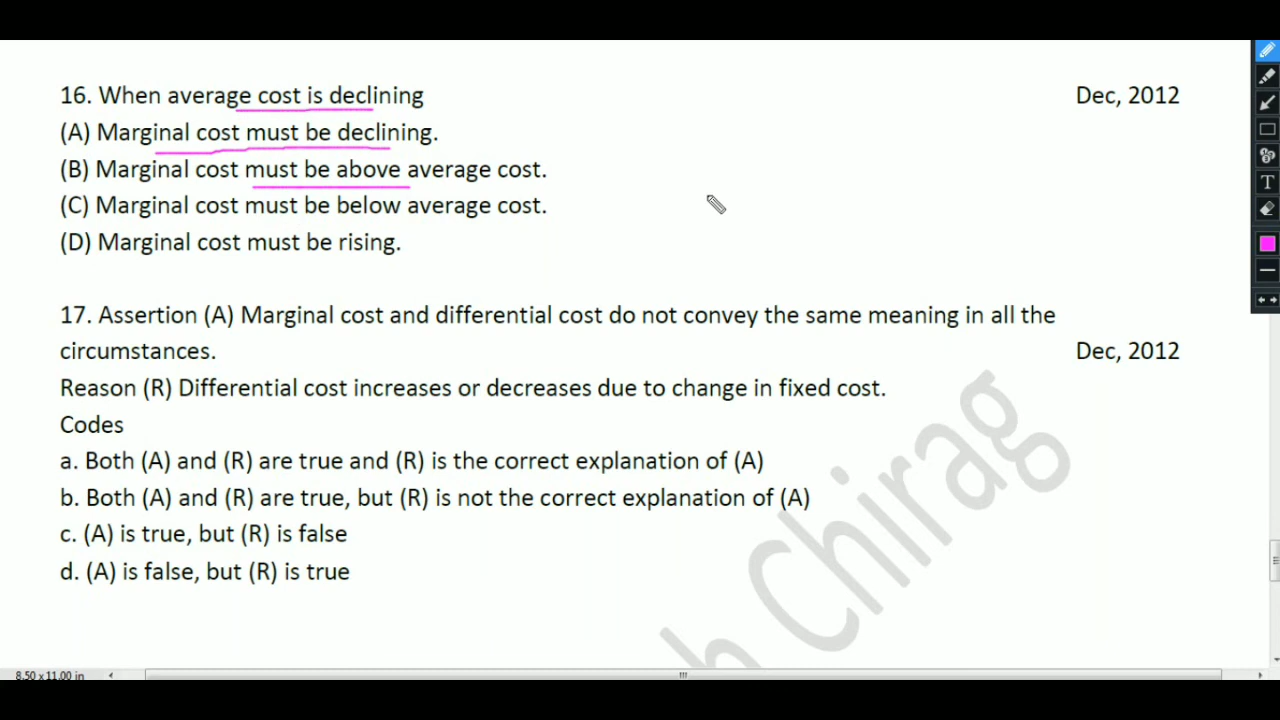 16. When average cost is declining Dec, 2012
(A) Marginal cost must be declining.
(B) Marginal cost must be above average cost.
(C) Marginal cost must be below average cost.
(D) Marginal cost must be rising.
17. Assertion (A) Marginal cost and differential cost do not convey the same meaning in all the
circumstances. Dec, 2012
Reason (R) Differential cost increases or decreases due to change in fixed cost.
Codes
a. Both (A) and (R) are true and (R) is the correct explanation of (A)
b. Both (A) and (R) are true, but (R) is not the correct explanation of (A)
c. (A) is true, but (R) is false
d. (A) is false, but (R) is true
h Chirag
8.50 x 11.00 in
T